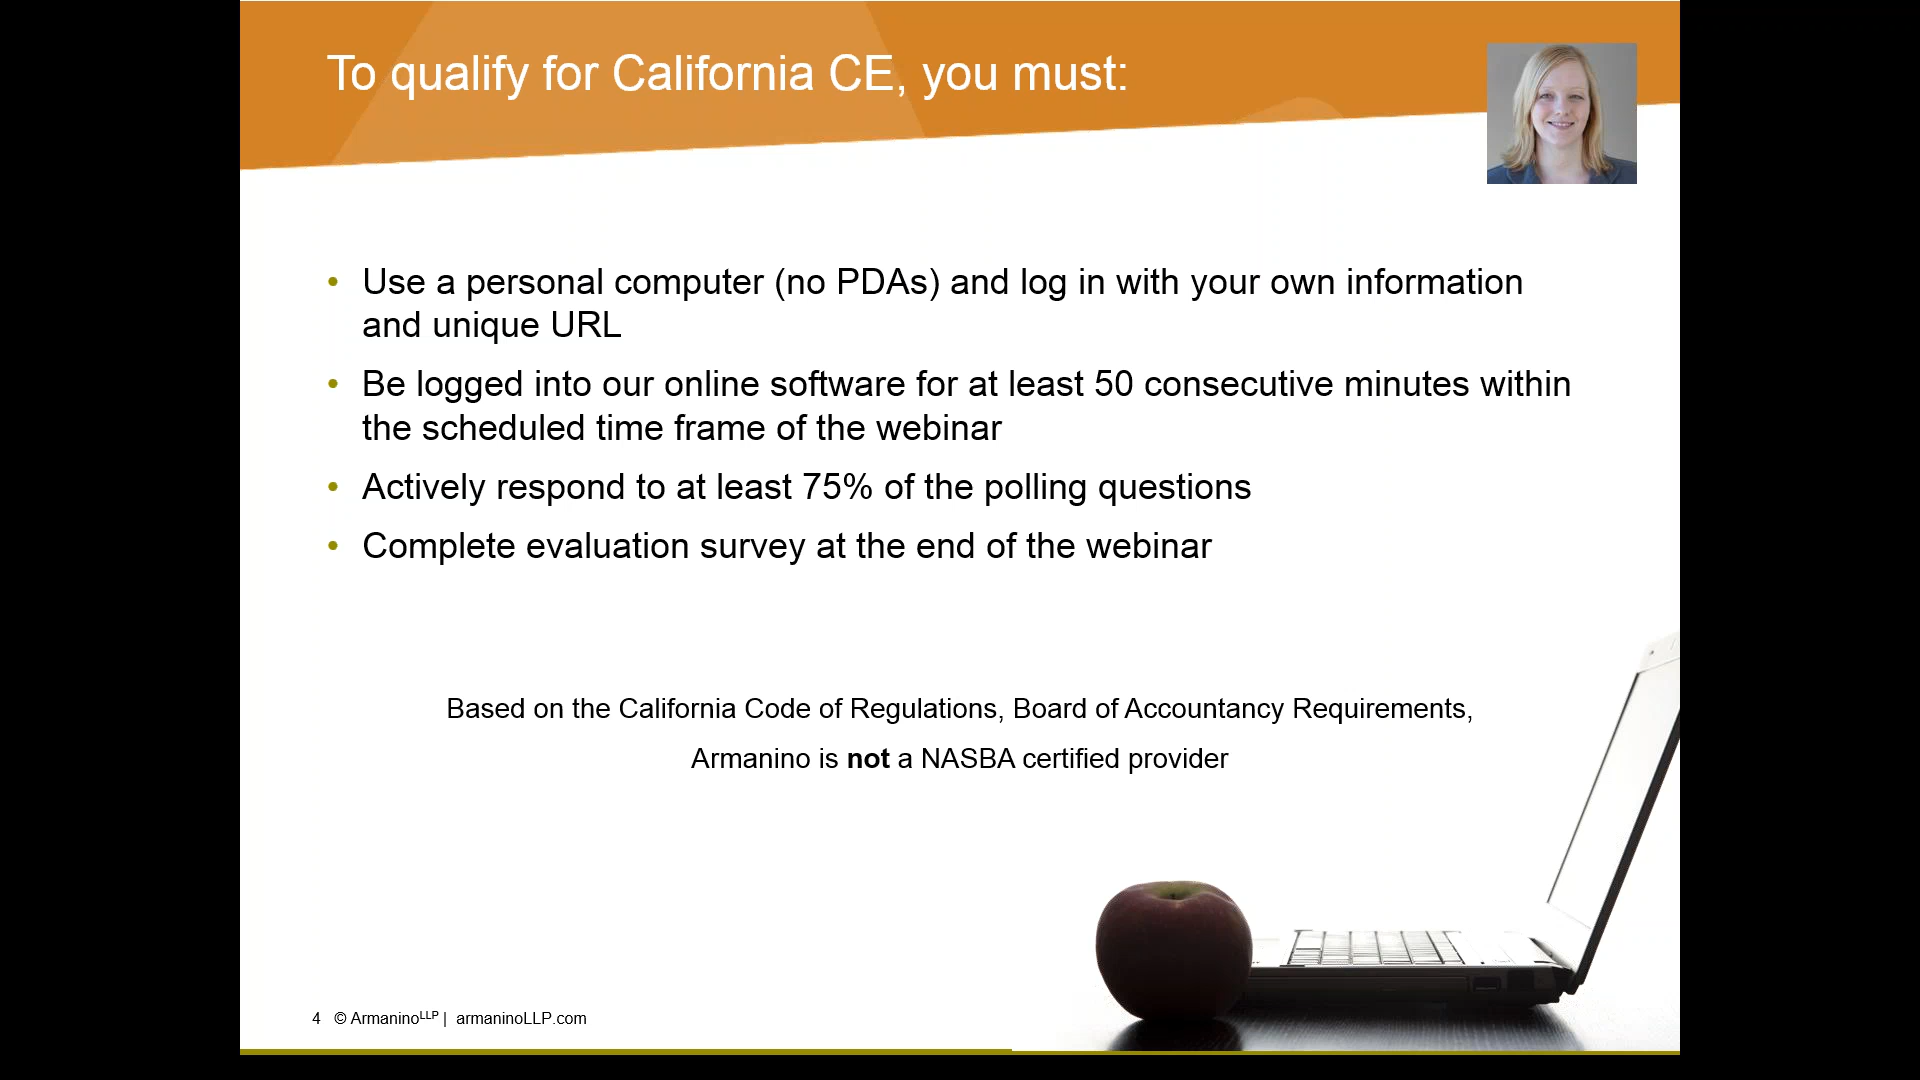 To qualify for California CE, you must:
• Use a personal computer (no PDAs) and log in with your own information
and unique URL
• Be logged into our online software for at least 50 consecutive minutes within
the scheduled time frame of the webinar
• Actively respond to at least 75% of the polling questions
• Complete evaluation survey at the end of the webinar
Based on the California Code of Regulations, Board of Accountancy Requirements,
Armanino is not a NASBA certified provider
4 © ArmaninoLLP | armaninoLLP.com